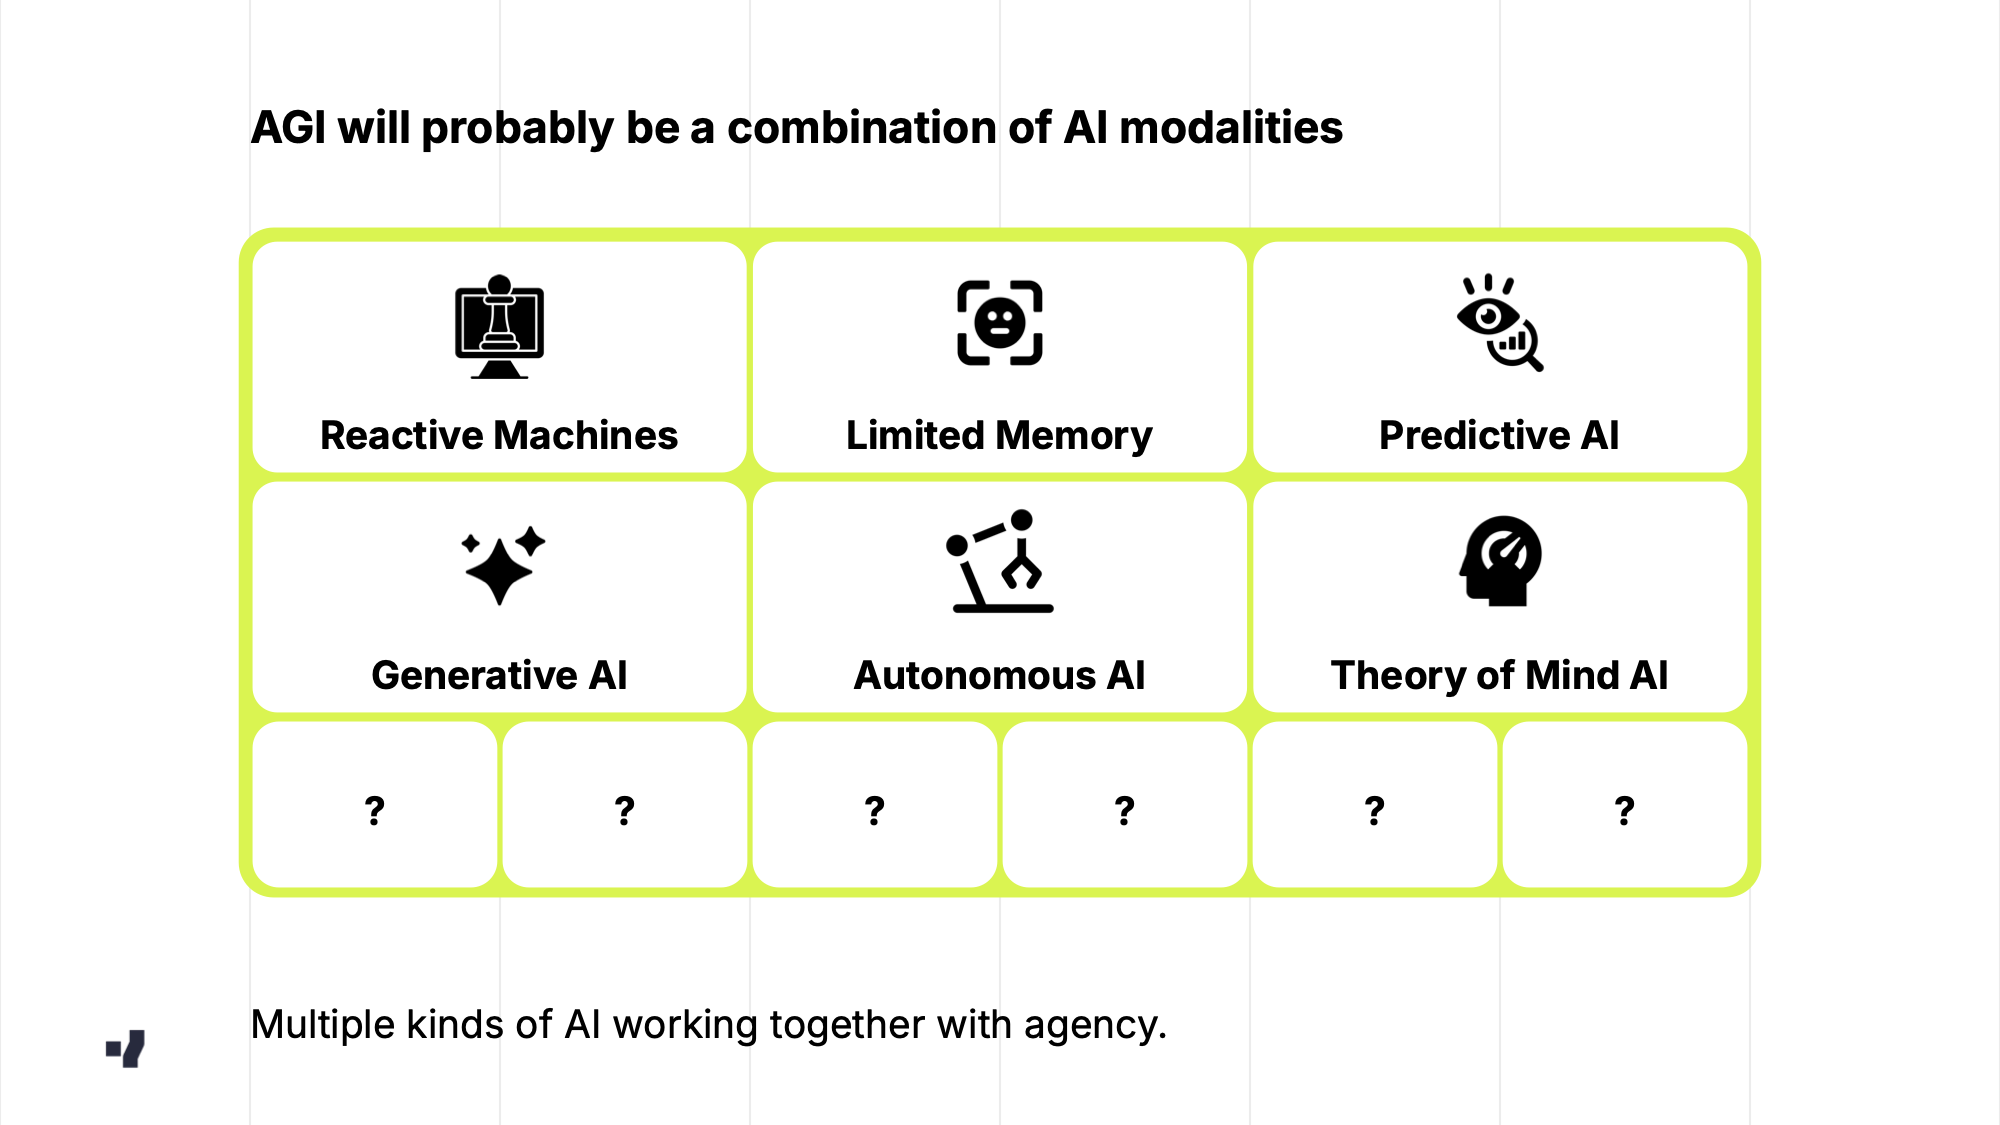 AGI will probably be a combination of AI modalities
Reactive Machines
Limited Memory
Predictive AI
Generative AI
Autonomous AI
Theory of Mind AI
?
?
?
?
?
?
Multiple kinds of AI working together with agency.